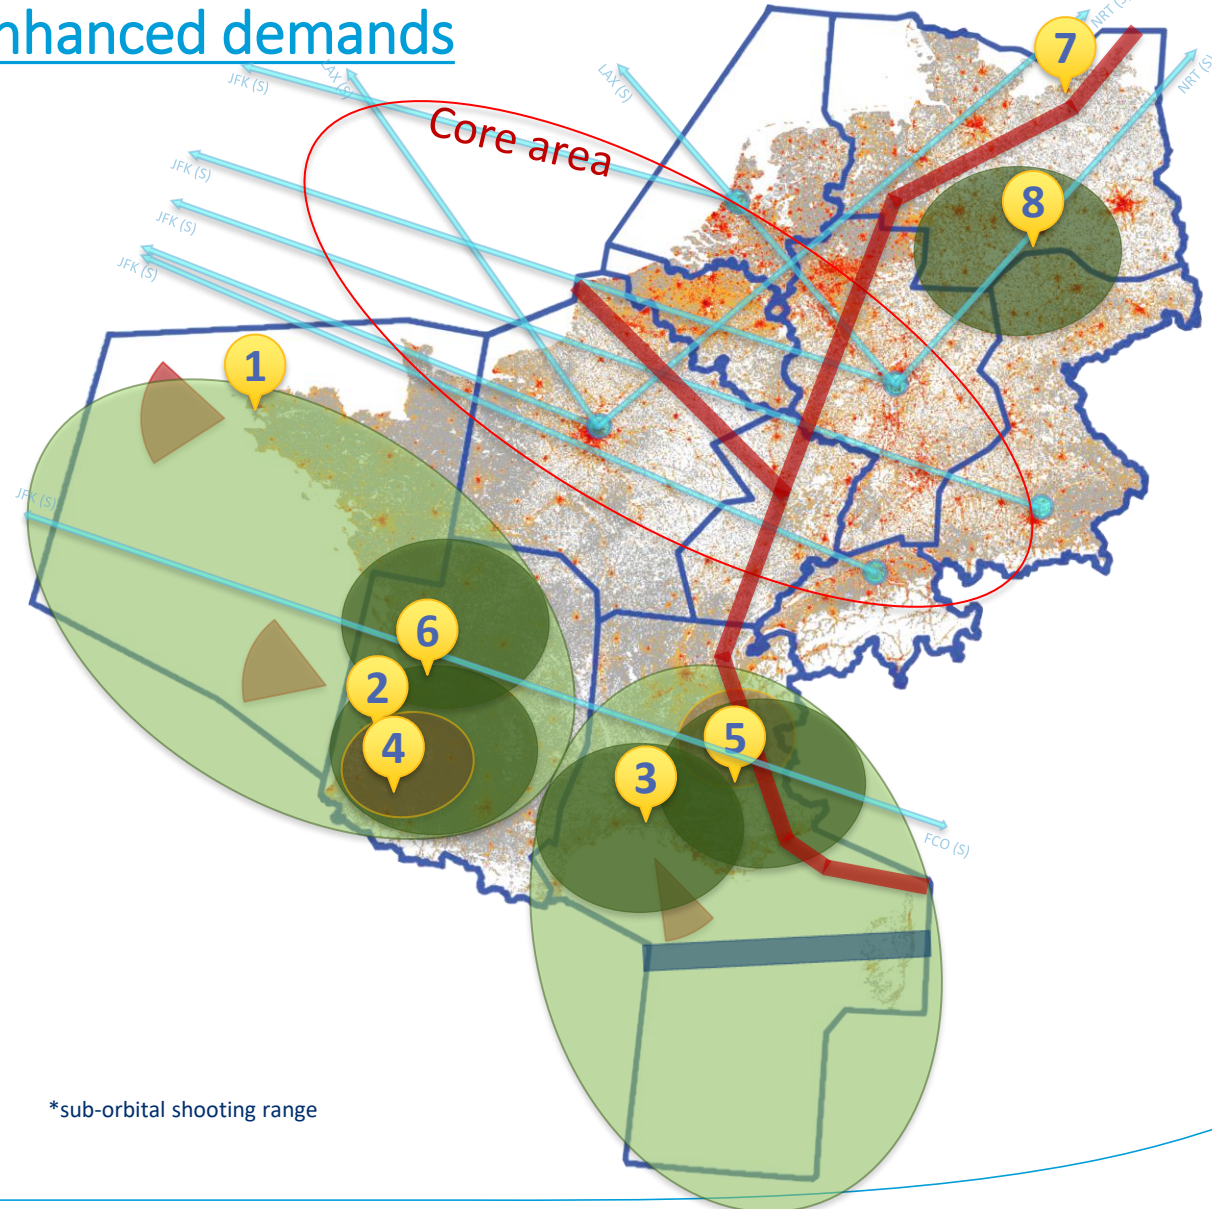 nhanced demands
NRT (S)
7
JFK (S)
LAX (S)
LAX (S)
NRT (S)
Core area
JFK (S)
8
JFK (S)
JFK (S)
1
JFK (S)
6
2
4
5
3
FCO (S)
*sub-orbital shooting range